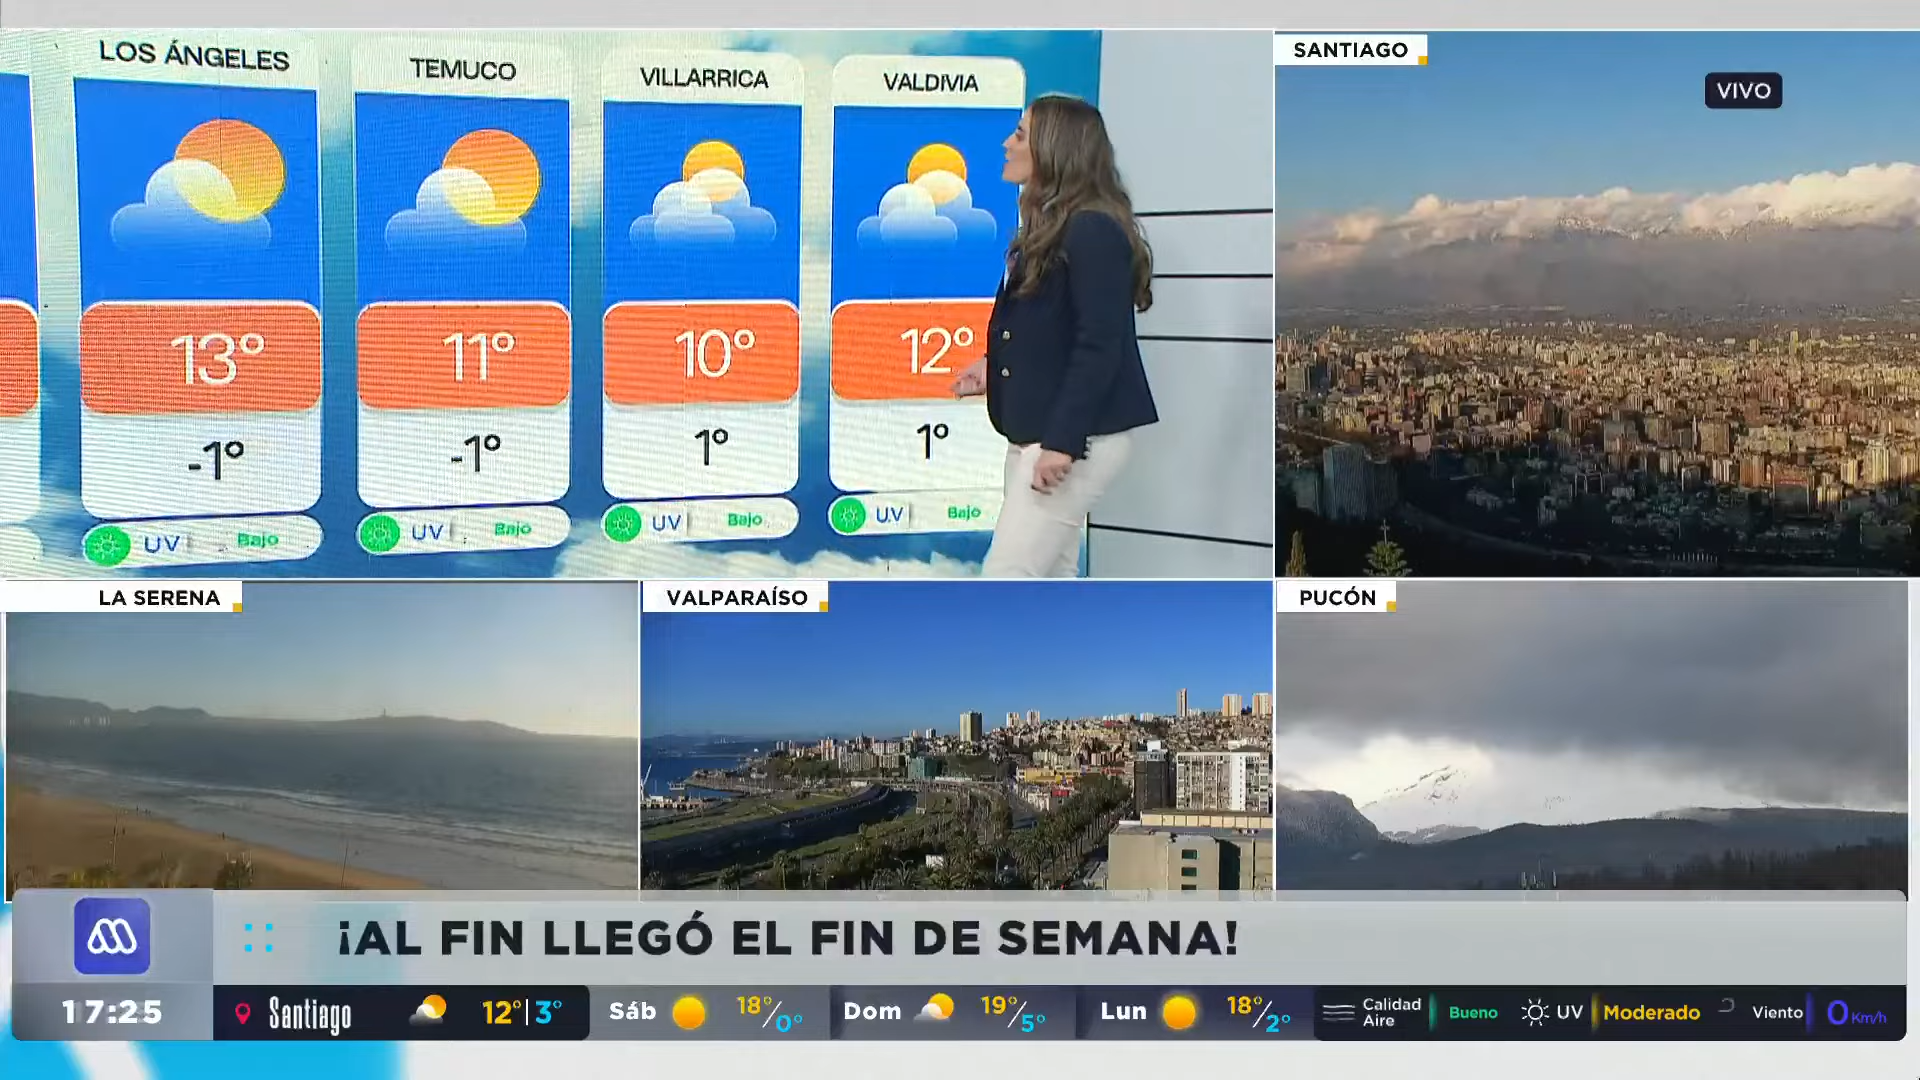 LOS ÁNGELES
13°
-1°
UV Bajo
TEMUCO
11°
-1°
UV Bajo
VILLARRICA
10°
1°
UV Bajo
VALDIVIA
12°
1°
UV Bajo
SANTIAGO
VIVO
LA SERENA
VALPARAÍSO
PUCÓN
¡AL FIN LLEGÓ EL FIN DE SEMANA!
17:25
Santiago 12°|3°
Sáb 18°/0°
Dom 19°/5°
Lun 18°/2°
Calidad Aire Bueno
UV Moderado
Viento 0 Km/h